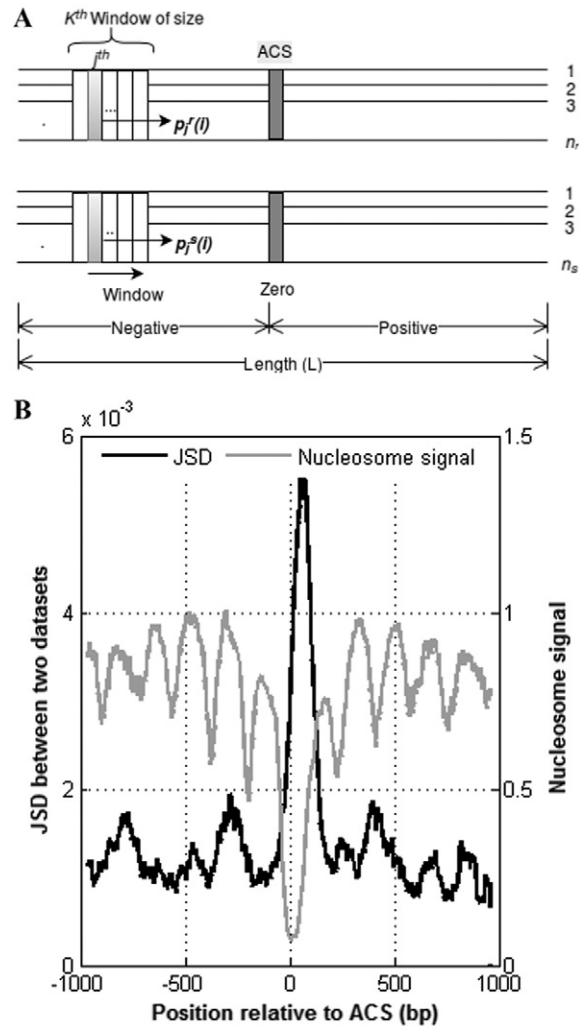 A
Kth Window of size
jth
ACS
1
2
3
...
pjr(i)
.
nr
1
2
3
..
pjs(i)
.
ns
Window
Zero
Negative
Positive
Length (L)
B
x 10-3
6
1.5
JSD
Nucleosome signal
4
1
2
0.5
0
0
-1000
-500
0
500
1000
JSD between two datasets
Nucleosome signal
Position relative to ACS (bp)